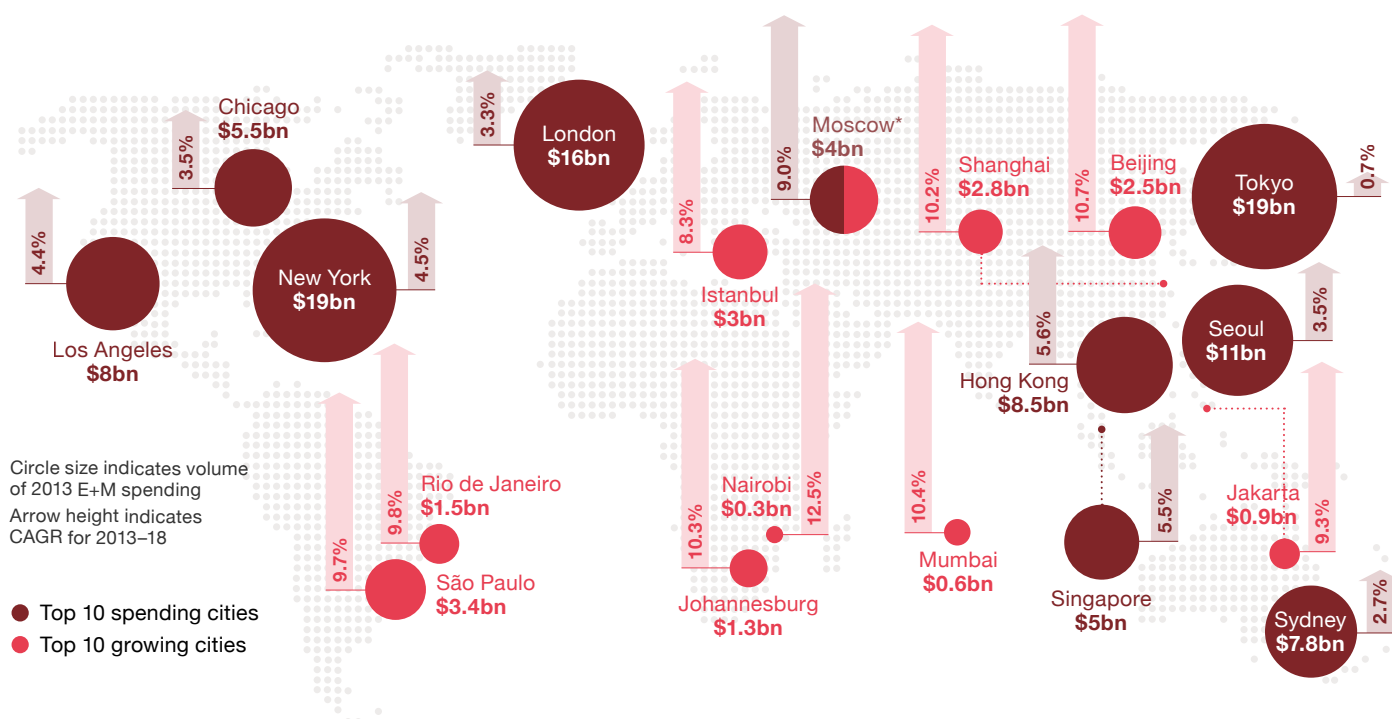 Chicago
$5.5bn
3.5%
4.4%
Los Angeles
$8bn
New York
$19bn
4.5%
3.3%
London
$16bn
8.3%
Istanbul
$3bn
9.0%
Moscow*
$4bn
10.2%
Shanghai
$2.8bn
10.7%
Beijing
$2.5bn
Tokyo
$19bn
0.7%
5.6%
Hong Kong
$8.5bn
Seoul
$11bn
3.5%
9.7%
São Paulo
$3.4bn
9.8%
Rio de Janeiro
$1.5bn
10.3%
Johannesburg
$1.3bn
Nairobi
$0.3bn
12.5%
10.4%
Mumbai
$0.6bn
Singapore
$5bn
5.5%
Jakarta
$0.9bn
9.3%
Sydney
$7.8bn
2.7%
Circle size indicates volume
of 2013 E+M spending
Arrow height indicates
CAGR for 2013–18
Top 10 spending cities
Top 10 growing cities